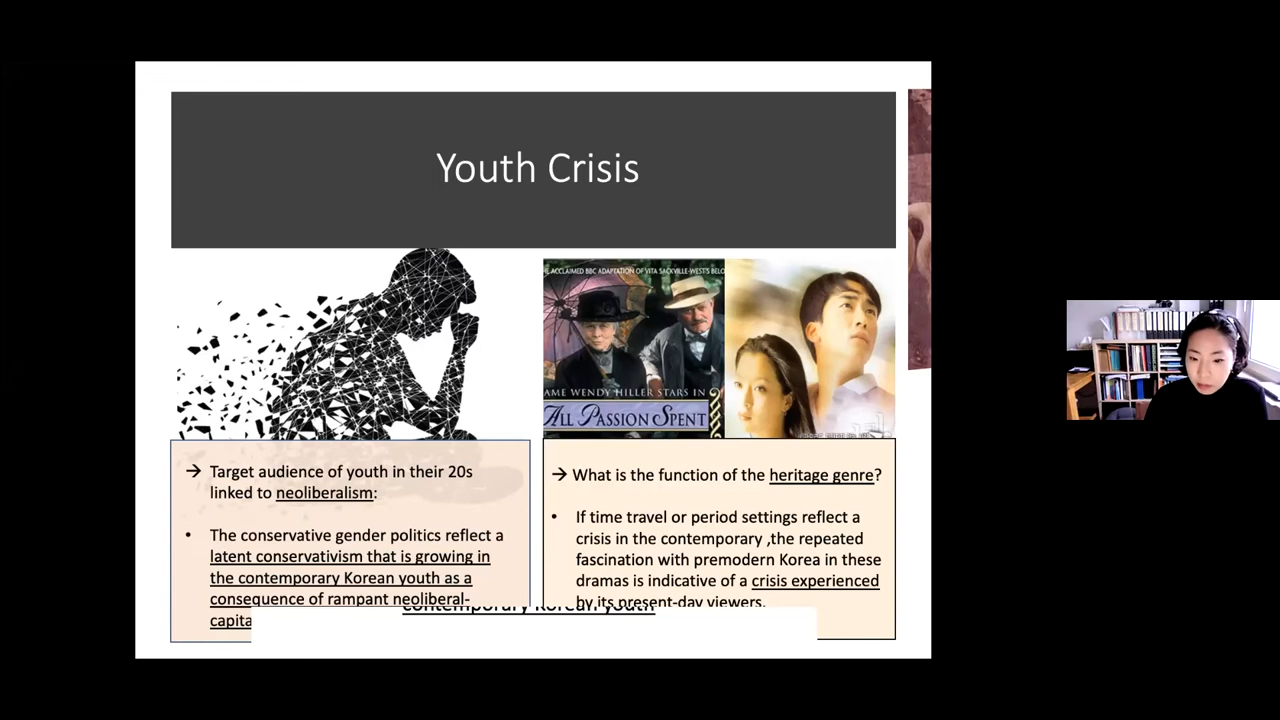 Youth Crisis
ACCLAIMED BBC ADAPTATION OF VITA SACKVILLE-WEST'S BELO
AME WENDY HILLER STARS IN
ALL PASSION SPENT
→ Target audience of youth in their 20s
linked to neoliberalism:
• The conservative gender politics reflect a
latent conservativism that is growing in
the contemporary Korean youth as a
consequence of rampant neoliberal-
capita
→ What is the function of the heritage genre?
• If time travel or period settings reflect a
crisis in the contemporary ,the repeated
fascination with premodern Korea in these
dramas is indicative of a crisis experienced
by its present-day viewers.
contemporary Korean youth